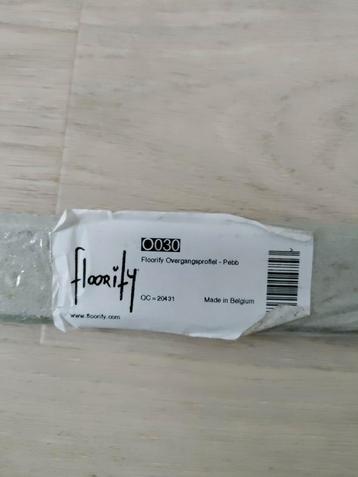 O030
Floorify Overgangsprofiel - Pebb
floorify
QC = 20431
Made in Belgium
www.floorify.com